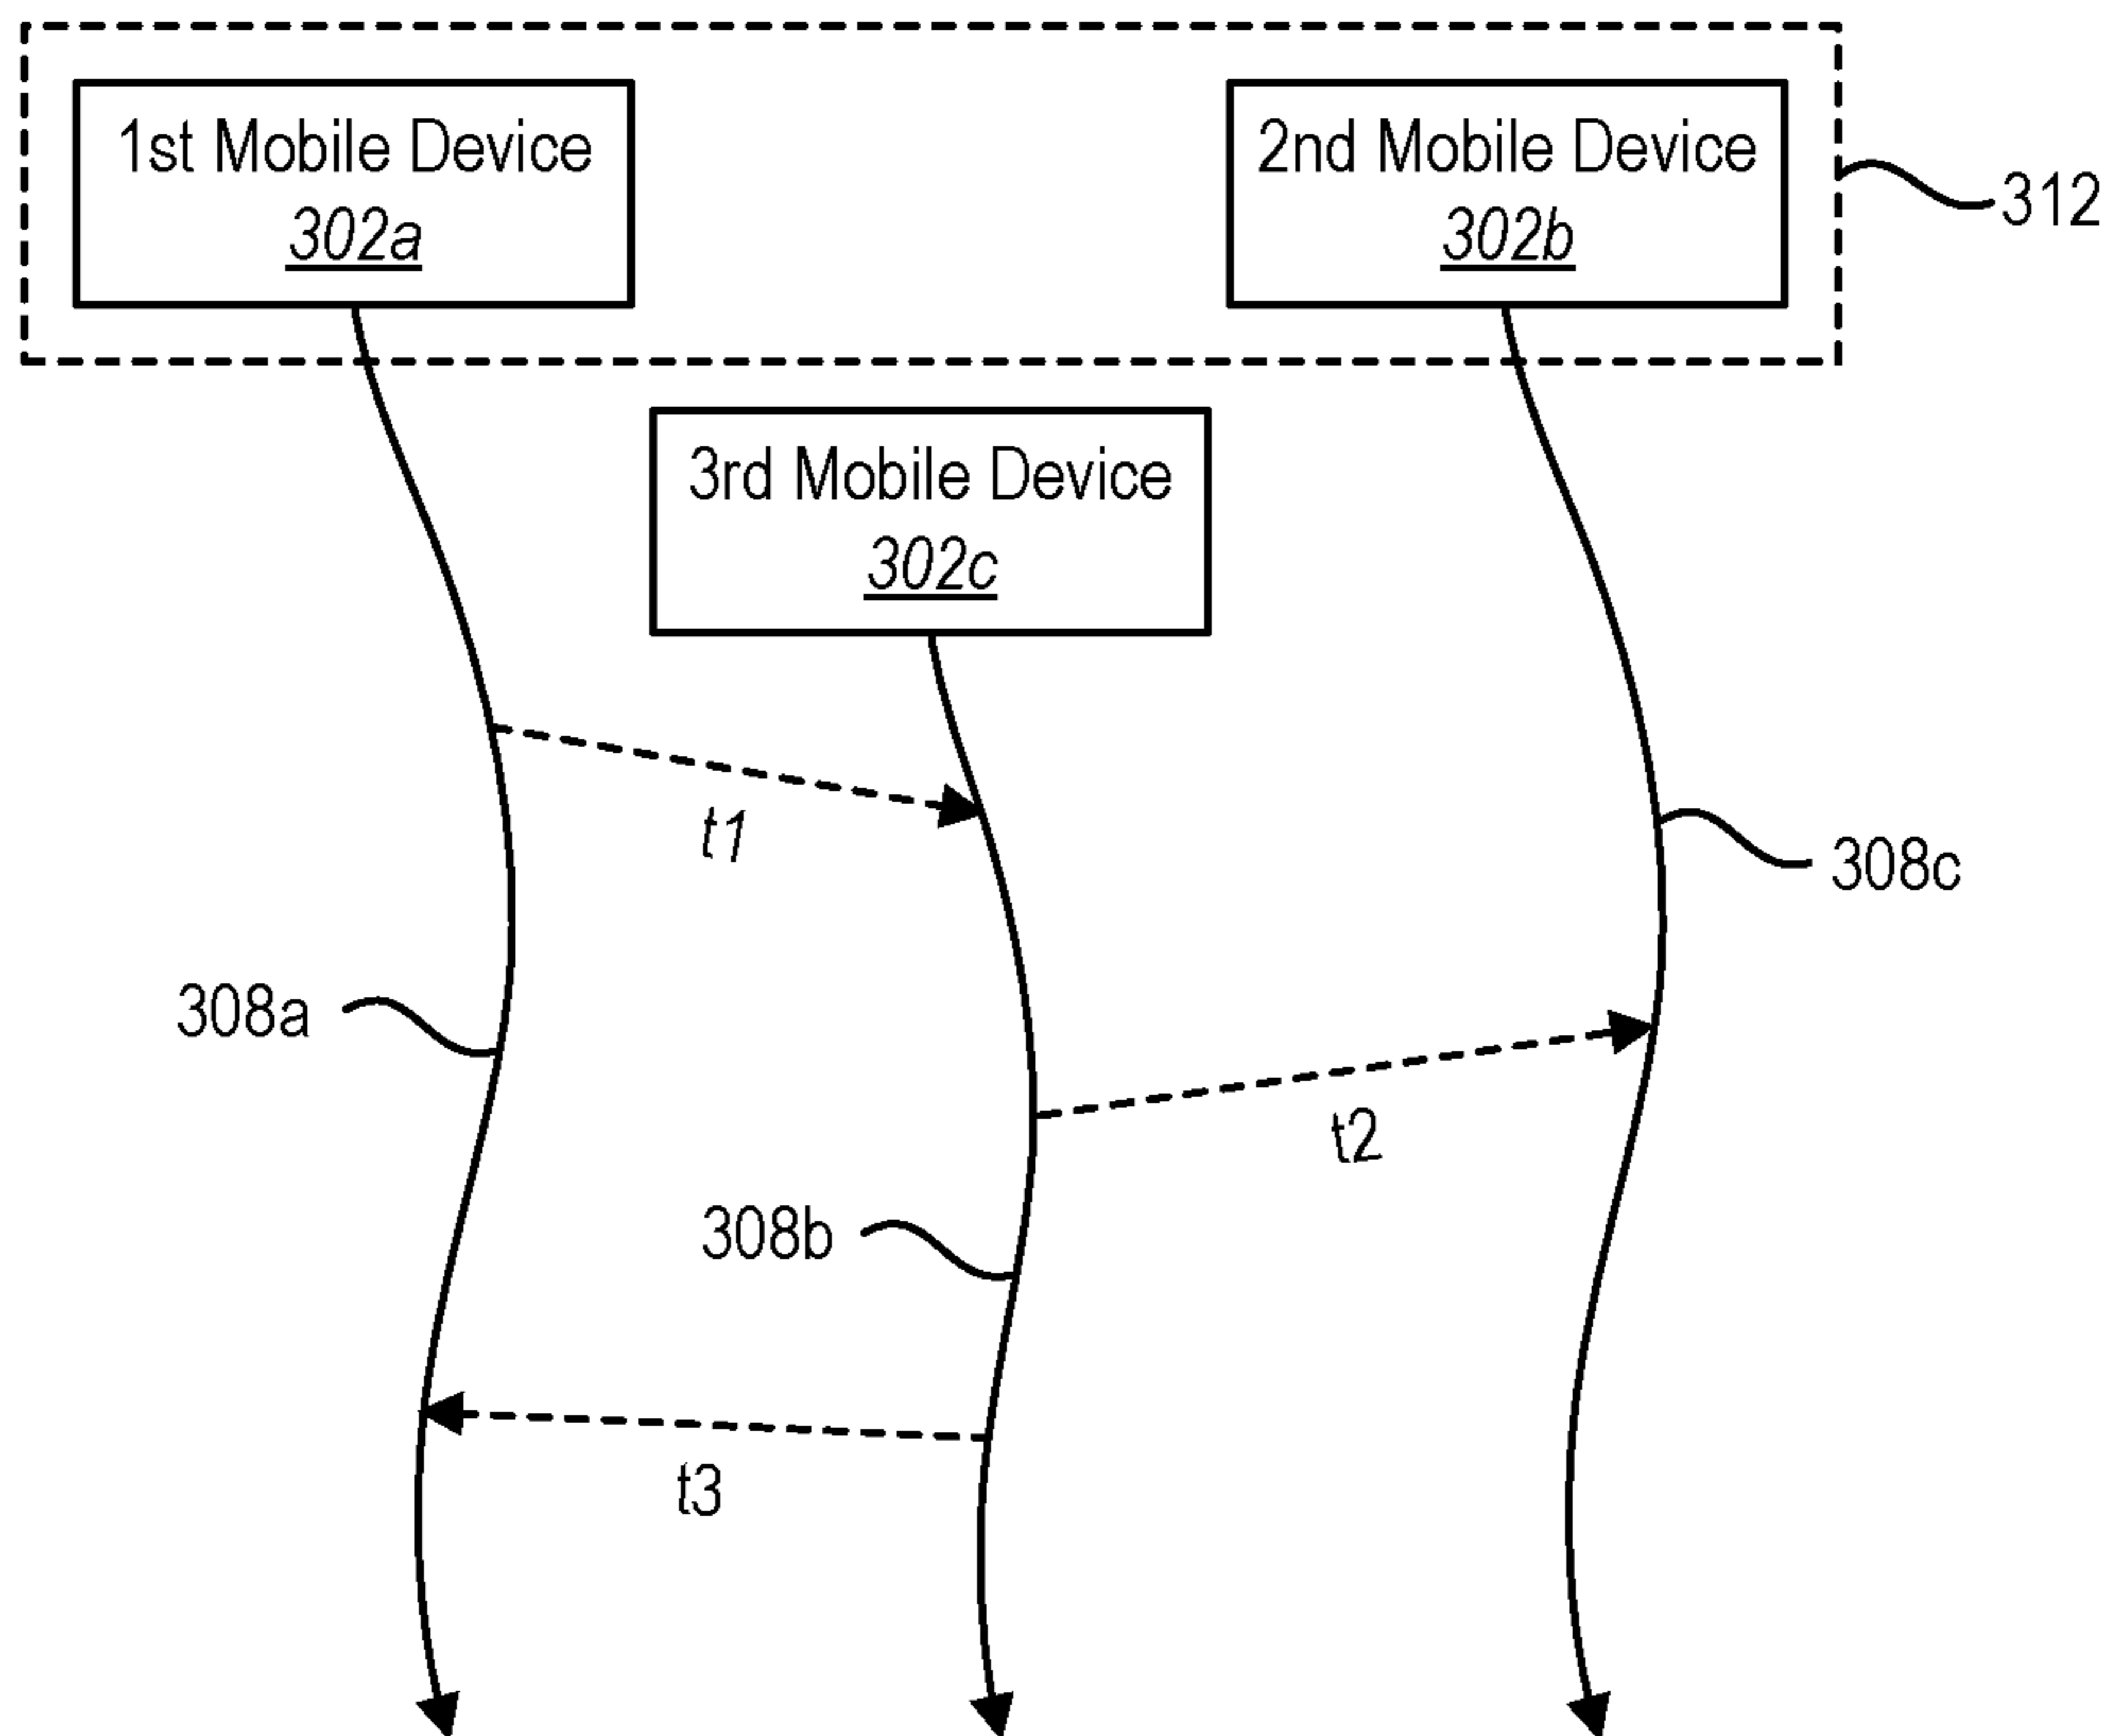 1st Mobile Device
302a
2nd Mobile Device
302b
312
3rd Mobile Device
302c
t1
308c
308a
t2
308b
t3